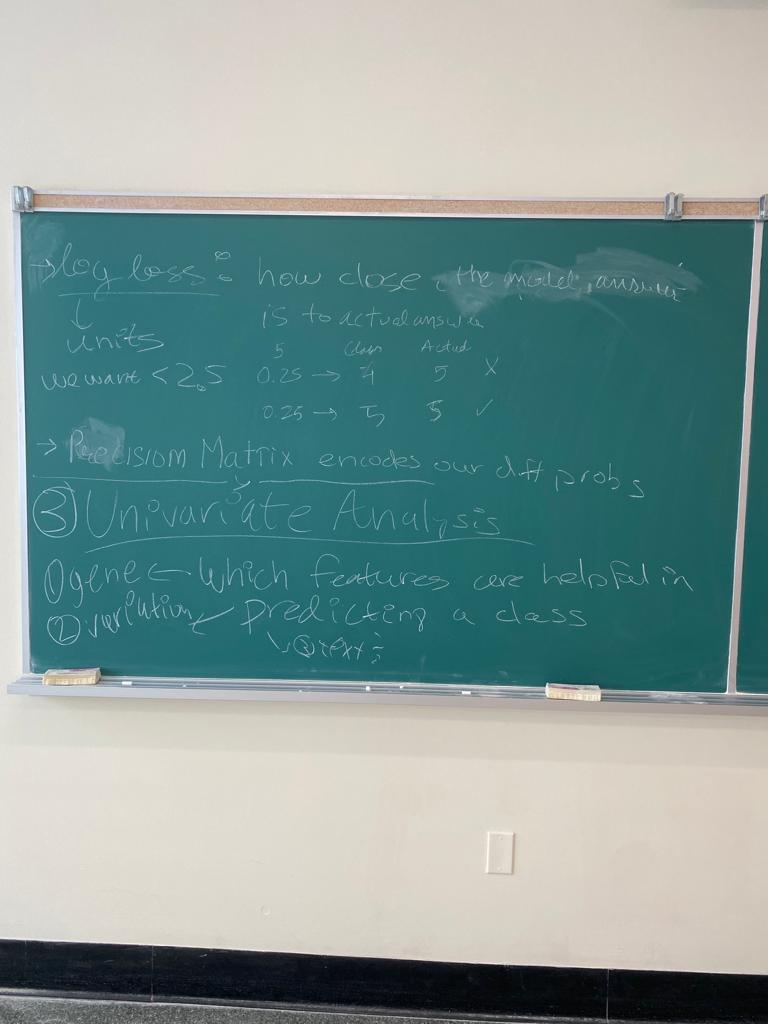 → log loss : how close the model answer
is to actual answer
↓
units
we want < 2.5
5 Class Actual
0.25 → 4 5 X
0.25 → 5 5 ✓
→ Precision Matrix encodes our diff probs
③ Univariate Analysis
① gene ← which features are helpful in
② variation ← predicting a class
③ text :